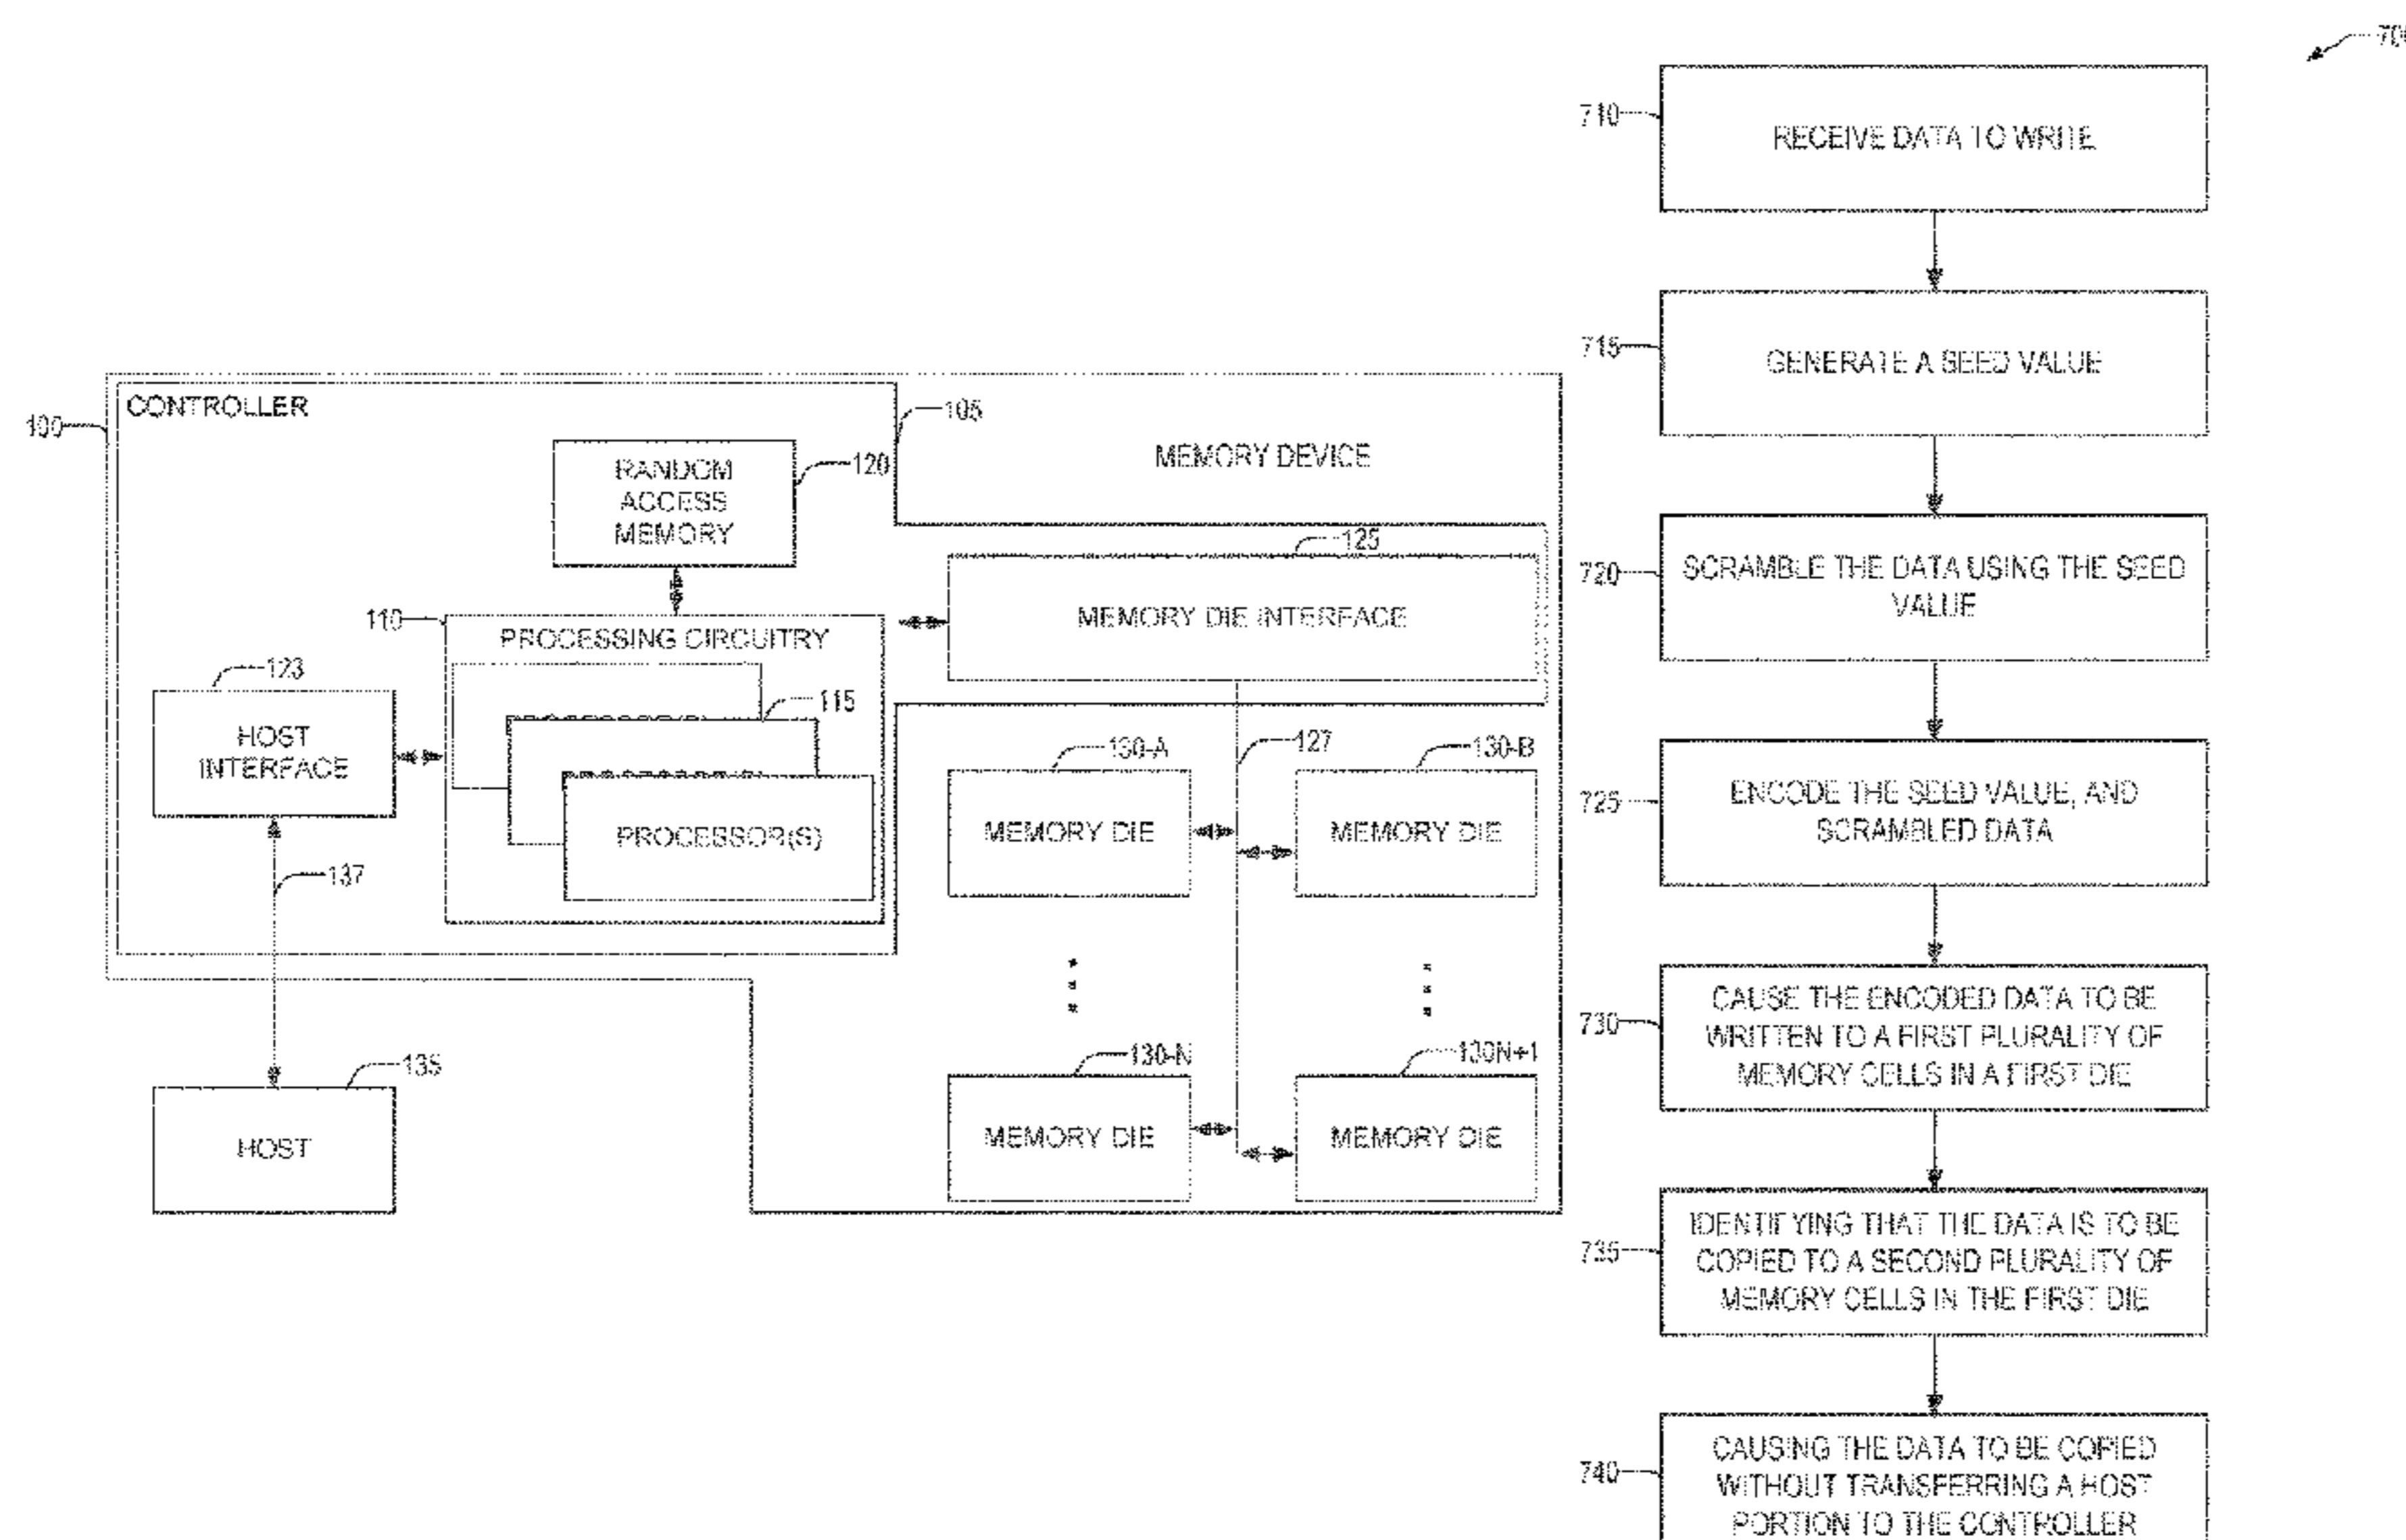 CONTROLLER
100
105
MEMORY DEVICE
RANDOM
ACCESS
MEMORY
120
125
MEMORY DIE INTERFACE
110
PROCESSING CIRCUITRY
123
115
HOST
INTERFACE
PROCESSOR(S)
127
130-A
130-B
MEMORY DIE
MEMORY DIE
137
130-N
130N+1
MEMORY DIE
MEMORY DIE
135
HOST
710
RECEIVE DATA TO WRITE
715
GENERATE A SEED VALUE
720
SCRAMBLE THE DATA USING THE SEED
VALUE
725
ENCODE THE SEED VALUE, AND
SCRAMBLED DATA
730
CAUSE THE ENCODED DATA TO BE
WRITTEN TO A FIRST PLURALITY OF
MEMORY CELLS IN A FIRST DIE
735
IDENTIFYING THAT THE DATA IS TO BE
COPIED TO A SECOND PLURALITY OF
MEMORY CELLS IN THE FIRST DIE
740
CAUSING THE DATA TO BE COPIED
WITHOUT TRANSFERRING A HOST
PORTION TO THE CONTROLLER